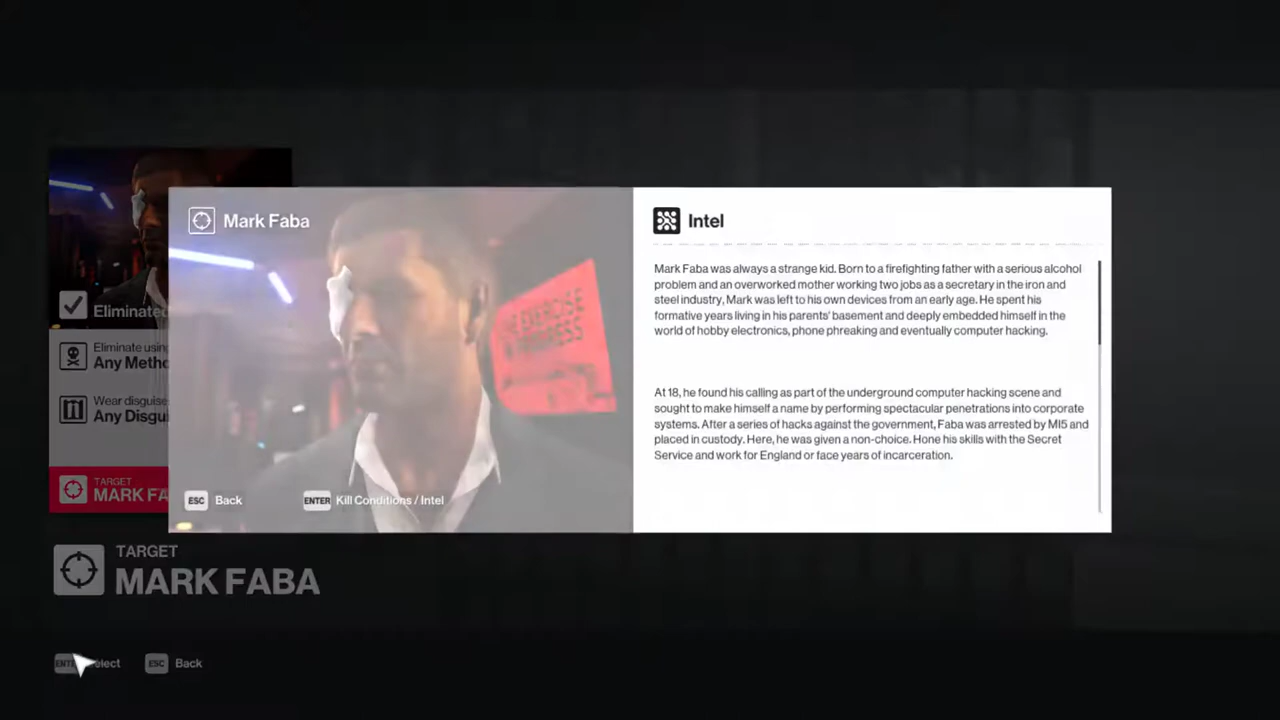 Mark Faba
Intel
Mark Faba was always a strange kid. Born to a firefighting father with a serious alcohol
problem and an overworked mother working two jobs as a secretary in the iron and
steel industry, Mark was left to his own devices from an early age. He spent his
formative years living in his parents' basement and deeply embedded himself in the
world of hobby electronics, phone phreaking and eventually computer hacking.
At 18, he found his calling as part of the underground computer hacking scene and
sought to make himself a name by performing spectacular penetrations into corporate
systems. After a series of hacks against the government, Faba was arrested by MI5 and
placed in custody. Here, he was given a non-choice. Hone his skills with the Secret
Service and work for England or face years of incarceration.
EXERCISE
IN PROGRESS
ESC Back
ENTER Kill Conditions / Intel
Eliminated
Eliminate using
Any Metho
Wear disguise
Any Disgu
TARGET
MARK FA
TARGET
MARK FABA
ENT elect
ESC Back